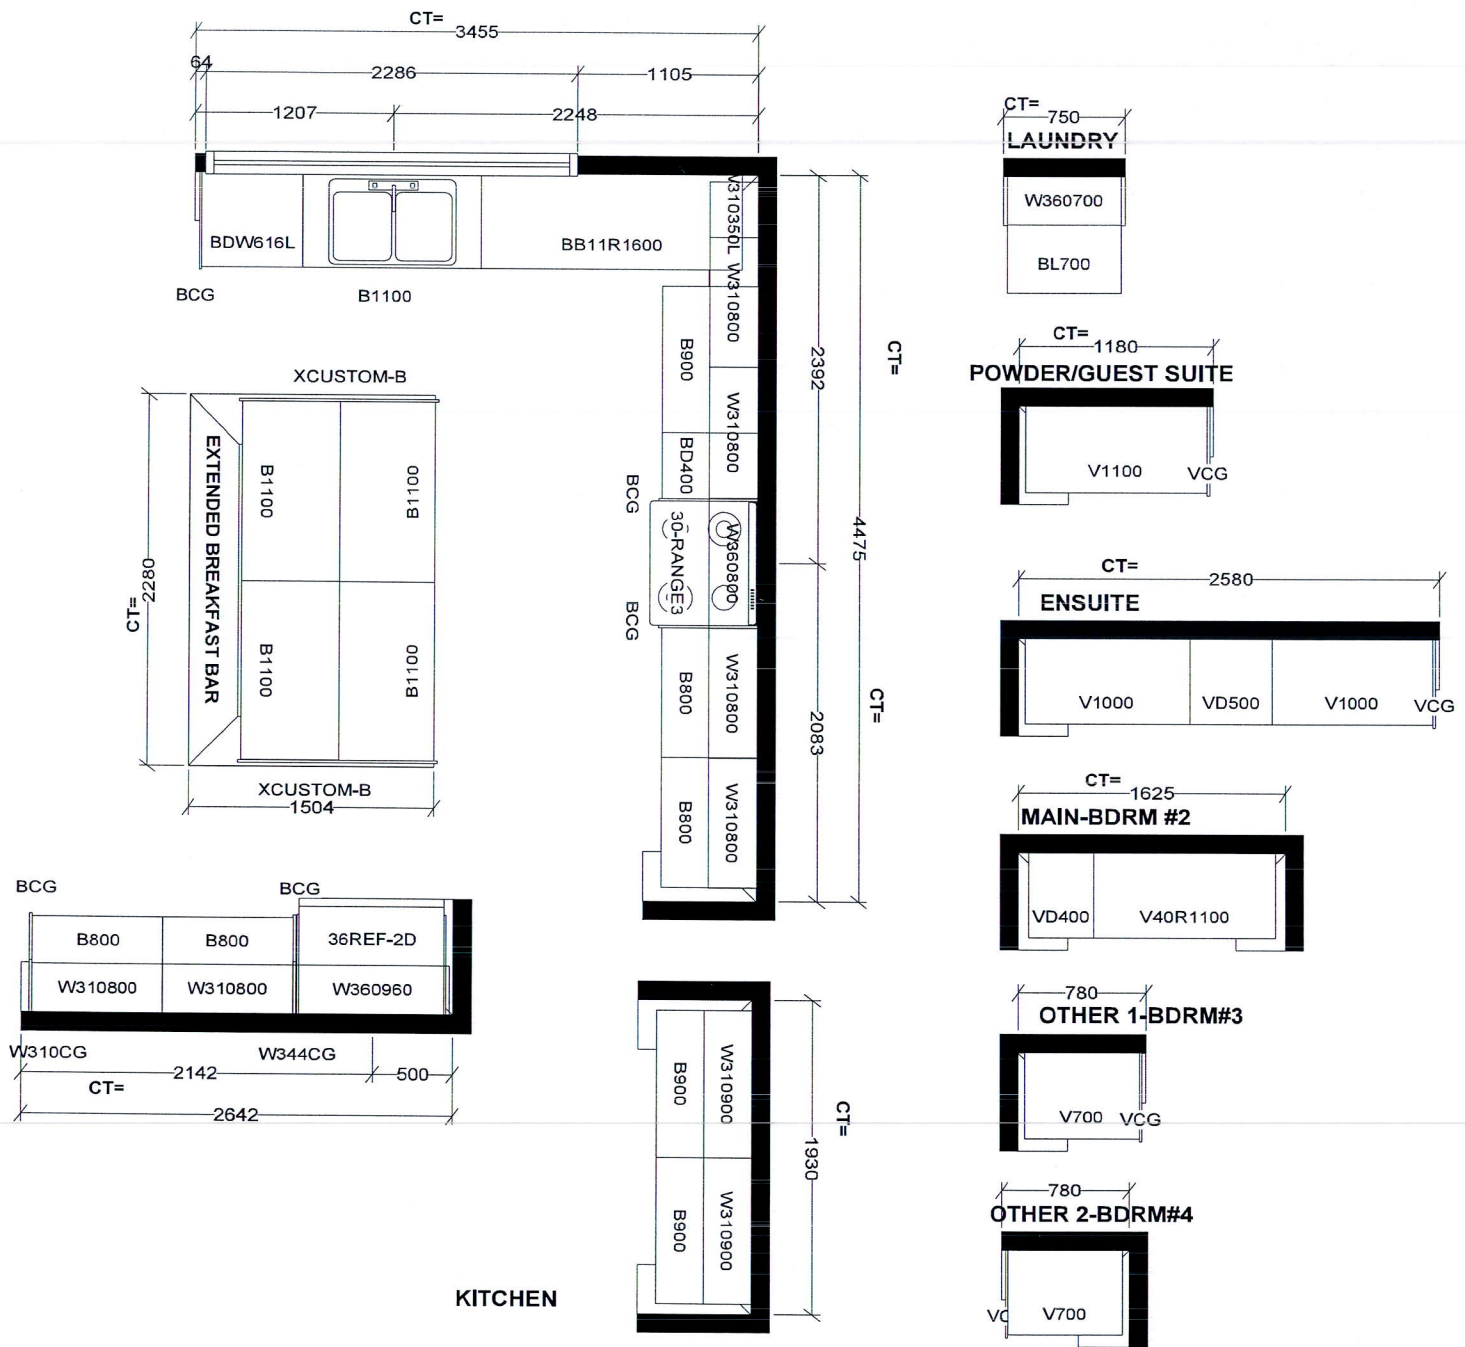 CT=
3455
64
2286
1105
1207
2248
BDW616L
BB11R1600
W310350L
BCG
B1100
W310800
B900
W310800
BD400
BCG
30-RANGE3
W360800
BCG
B800
W310800
B800
W310800
2392
4475
2083
CT=
CT=
XCUSTOM-B
EXTENDED BREAKFAST BAR
B1100
B1100
B1100
B1100
2280
CT=
XCUSTOM-B
1504
BCG
BCG
B800
B800
36REF-2D
W310800
W310800
W360960
W310CG
W344CG
2142
500
CT=
2642
B900
W310900
B900
W310900
1930
CT=
KITCHEN
CT=
750
LAUNDRY
W360700
BL700
CT=
1180
POWDER/GUEST SUITE
V1100
VCG
CT=
2580
ENSUITE
V1000
VD500
V1000
VCG
CT=
1625
MAIN-BDRM #2
VD400
V40R1100
780
OTHER 1-BDRM#3
V700
VCG
780
OTHER 2-BDRM#4
V700